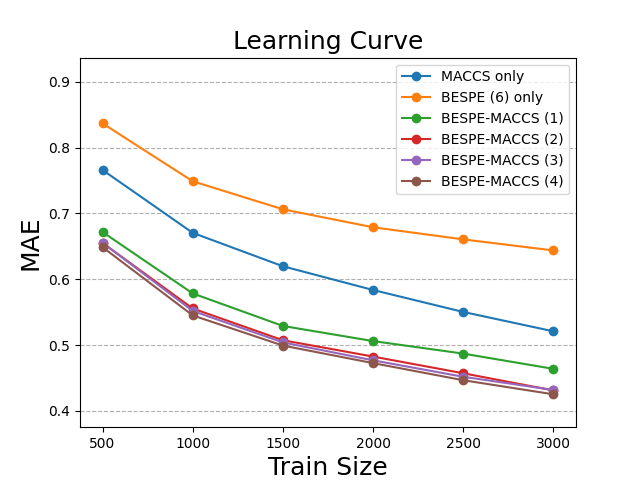 Learning Curve
MAE
0.9
0.8
0.7
0.6
0.5
0.4
MACCS only
BESPE (6) only
BESPE-MACCS (1)
BESPE-MACCS (2)
BESPE-MACCS (3)
BESPE-MACCS (4)
500 1000 1500 2000 2500 3000
Train Size